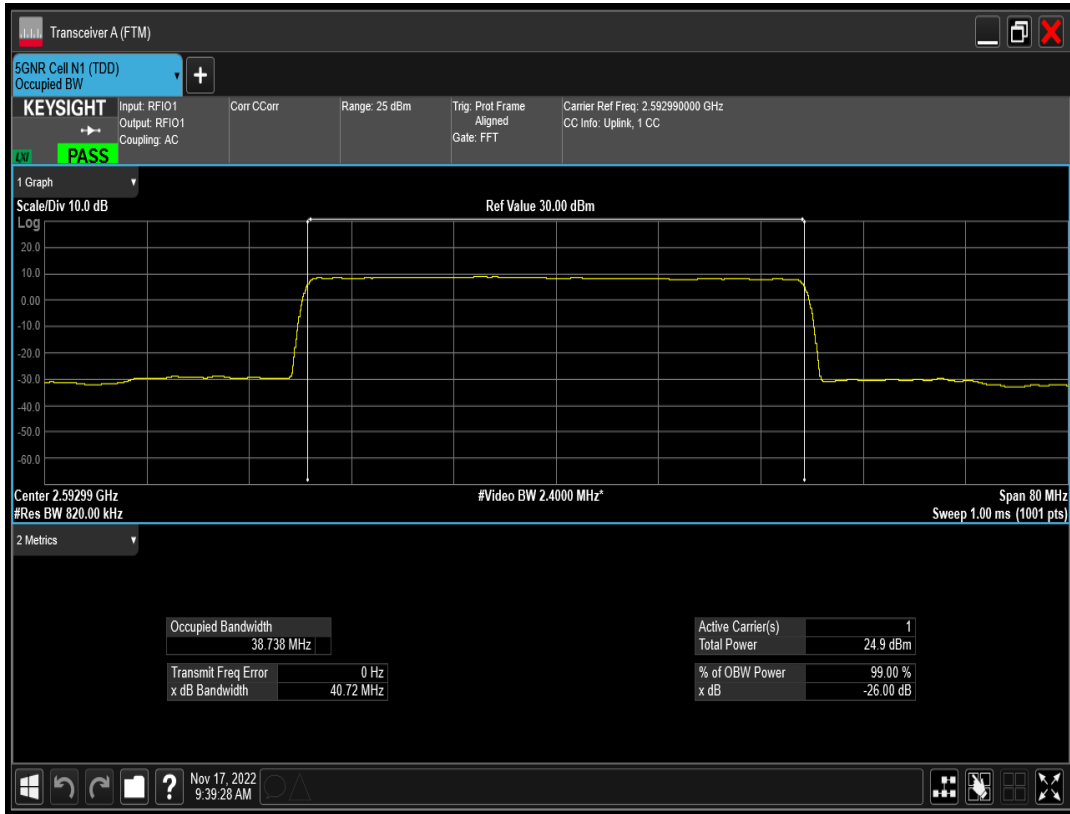 Transceiver A (FTM)
5GNR Cell N1 (TDD)
Occupied BW
+
KEYSIGHT
LXI
PASS
Input: RFIO1
Output: RFIO1
Coupling: AC
Corr CCorr
Range: 25 dBm
Trig: Prot Frame
Aligned
Gate: FFT
Carrier Ref Freq: 2.592990000 GHz
CC Info: Uplink, 1 CC
1 Graph
Scale/Div 10.0 dB
Ref Value 30.00 dBm
Log
20.0
10.0
0.00
-10.0
-20.0
-30.0
-40.0
-50.0
-60.0
Center 2.59299 GHz
#Video BW 2.4000 MHz*
Span 80 MHz
#Res BW 820.00 kHz
Sweep 1.00 ms (1001 pts)
2 Metrics
Occupied Bandwidth
38.738 MHz
Transmit Freq Error 0 Hz
x dB Bandwidth 40.72 MHz
Active Carrier(s) 1
Total Power 24.9 dBm
% of OBW Power 99.00 %
x dB -26.00 dB
?
Nov 17, 2022
9:39:28 AM